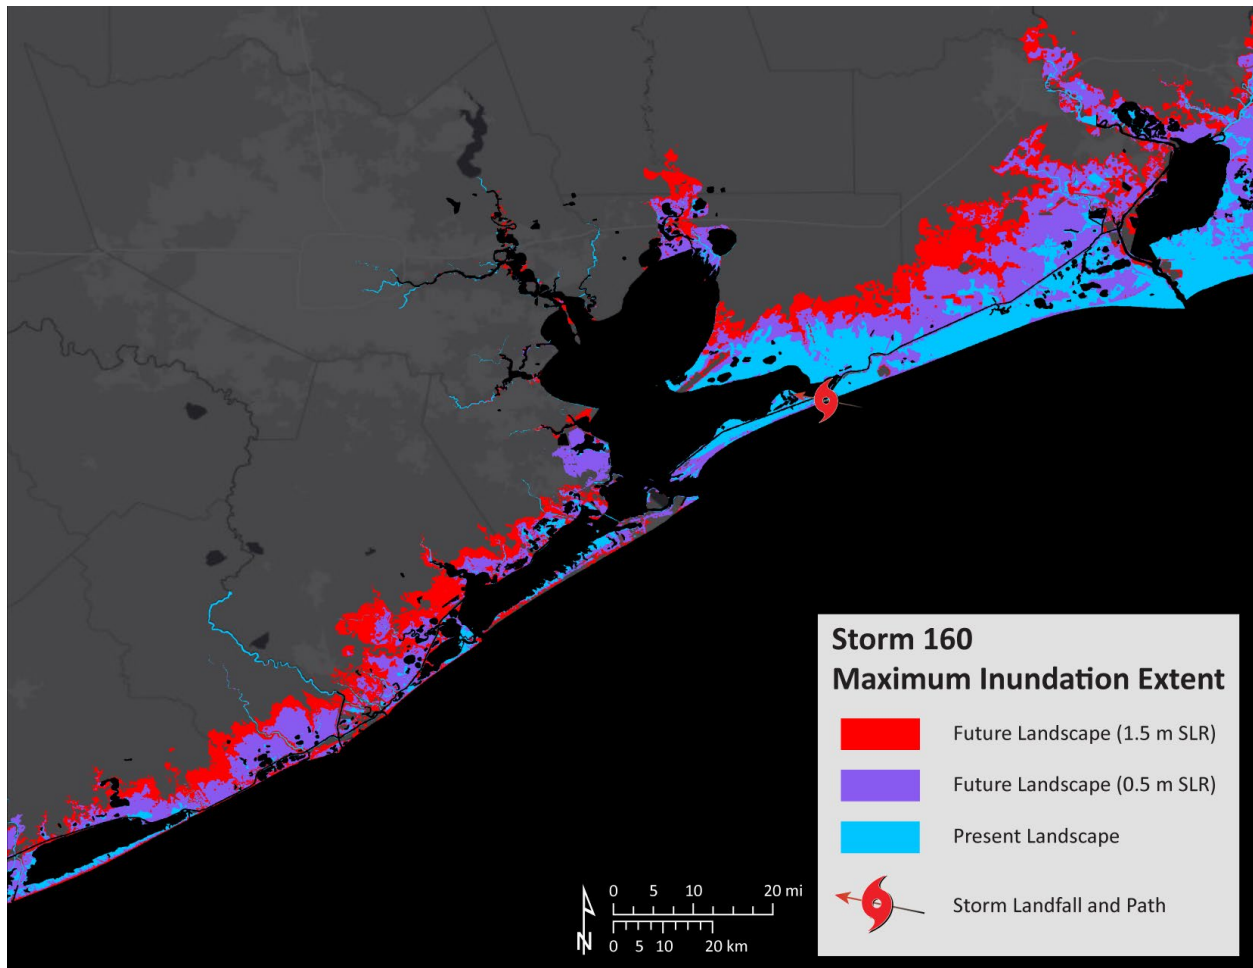 Storm 160
Maximum Inundation Extent
Future Landscape (1.5 m SLR)
Future Landscape (0.5 m SLR)
Present Landscape
Storm Landfall and Path
0 5 10 20 mi
0 5 10 20 km
N